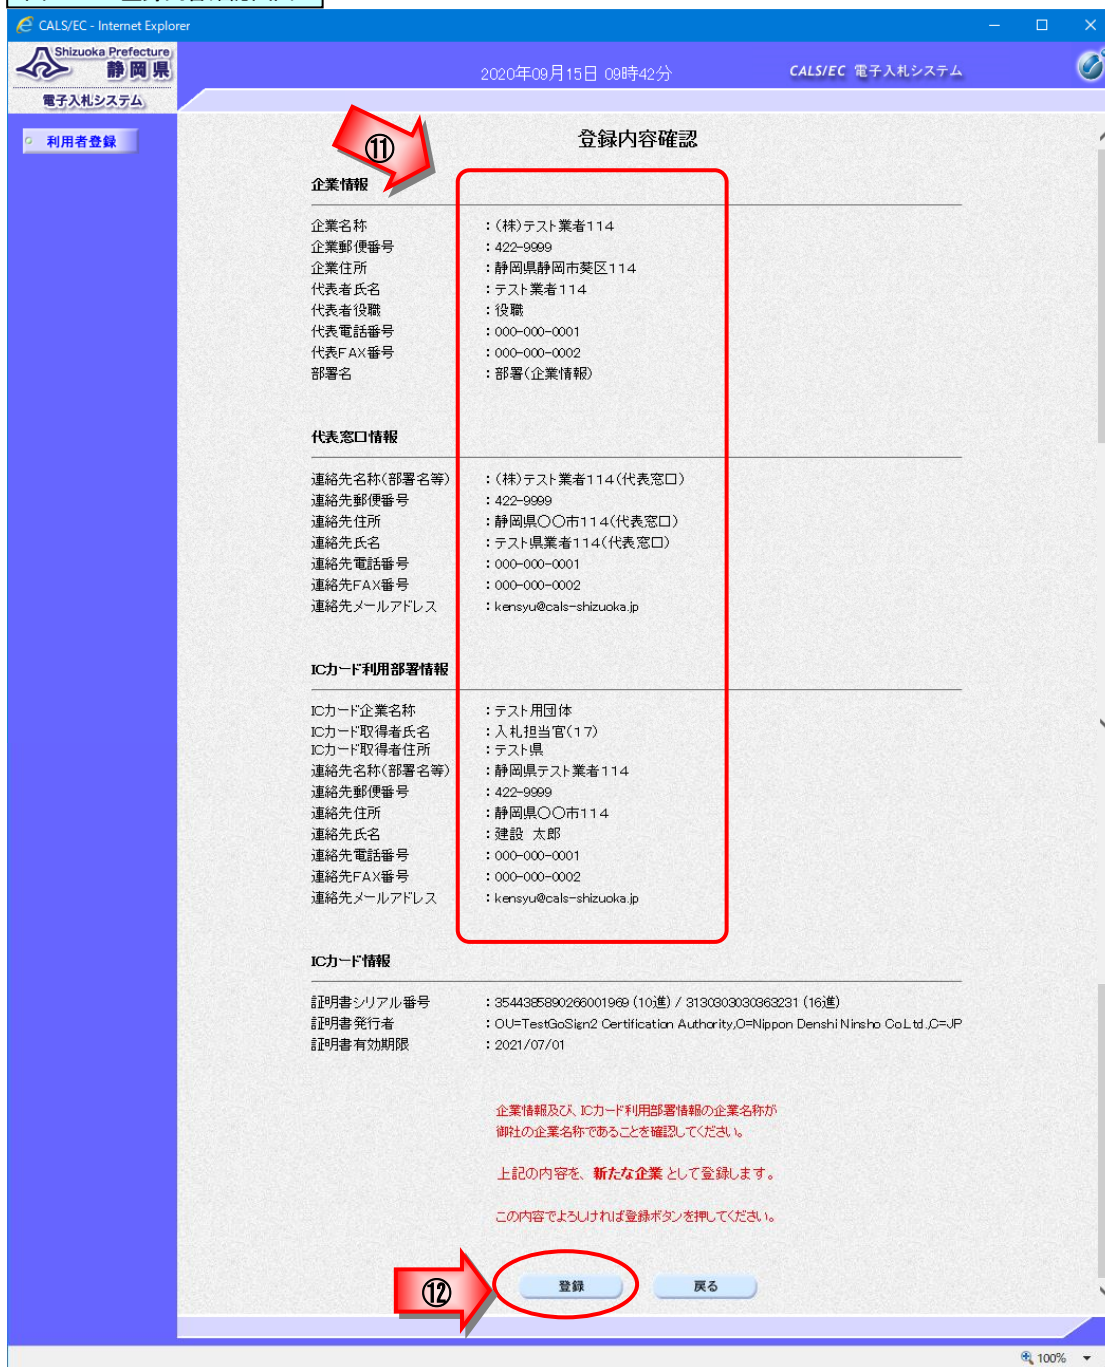 CALS/EC - Internet Explorer
Shizuoka Prefecture
静岡県
電子入札システム
2020年09月15日 09時42分
CALS/EC 電子入札システム
利用者登録
登録内容確認
⑪
企業情報
企業名称 :(株)テスト業者114
企業郵便番号 :422-9999
企業住所 :静岡県静岡市葵区114
代表者氏名 :テスト業者114
代表者役職 :役職
代表電話番号 :000-000-0001
代表FAX番号 :000-000-0002
部署名 :部署(企業情報)
代表窓口情報
連絡先名称(部署名等) :(株)テスト業者114(代表窓口)
連絡先郵便番号 :422-9999
連絡先住所 :静岡県〇〇市114(代表窓口)
連絡先氏名 :テスト県業者114(代表窓口)
連絡先電話番号 :000-000-0001
連絡先FAX番号 :000-000-0002
連絡先メールアドレス :kensyu@cals-shizuoka.jp
ICカード利用部署情報
ICカード企業名称 :テスト用団体
ICカード取得者氏名 :入札担当官(17)
ICカード取得者住所 :テスト県
連絡先名称(部署名等) :静岡県テスト業者114
連絡先郵便番号 :422-9999
連絡先住所 :静岡県〇〇市114
連絡先氏名 :建設 太郎
連絡先電話番号 :000-000-0001
連絡先FAX番号 :000-000-0002
連絡先メールアドレス :kensyu@cals-shizuoka.jp
ICカード情報
証明書シリアル番号 :3544385890266001969 (10進) / 3130303030363231 (16進)
証明書発行者 :OU=TestGoSign2 Certification Authority,O=Nippon Denshi Ninsho Co.Ltd.,C=JP
証明書有効期限 :2021/07/01
企業情報及び、ICカード利用部署情報の企業名称が
御社の企業名称であることを確認してください。
上記の内容を、新たな企業 として登録します。
この内容でよろしければ登録ボタンを押してください。
⑫
登録 戻る
100%